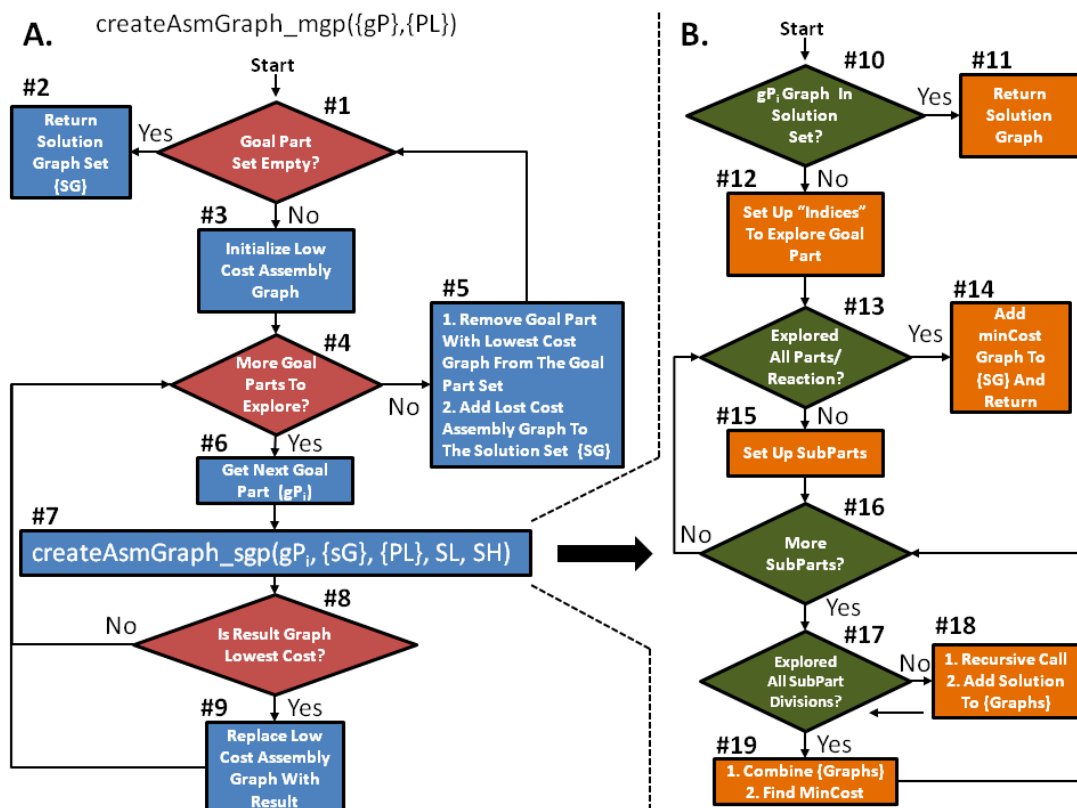 A.
createAsmGraph_mgp({gP},{PL})
Start
#1
Goal Part
Set Empty?
Yes
#2
Return
Solution
Graph Set
{SG}
No
#3
Initialize Low
Cost Assembly
Graph
#4
More Goal
Parts To
Explore?
No
#5
1. Remove Goal Part
With Lowest Cost
Graph From The Goal
Part Set
2. Add Lost Cost
Assembly Graph To
The Solution Set {SG}
Yes
#6
Get Next Goal
Part (gPi)
#7
createAsmGraph_sgp(gPi, {sG}, {PL}, SL, SH)
#8
Is Result Graph
Lowest Cost?
No
Yes
#9
Replace Low
Cost Assembly
Graph With
Result
B.
Start
#10
gPi Graph In
Solution
Set?
Yes
#11
Return
Solution
Graph
No
#12
Set Up “Indices”
To Explore Goal
Part
#13
Explored
All Parts/
Reaction?
Yes
#14
Add
minCost
Graph To
{SG} And
Return
No
#15
Set Up SubParts
#16
More
SubParts?
No
Yes
#17
Explored
All SubPart
Divisions?
No
#18
1. Recursive Call
2. Add Solution
To {Graphs}
Yes
#19
1. Combine {Graphs}
2. Find MinCost